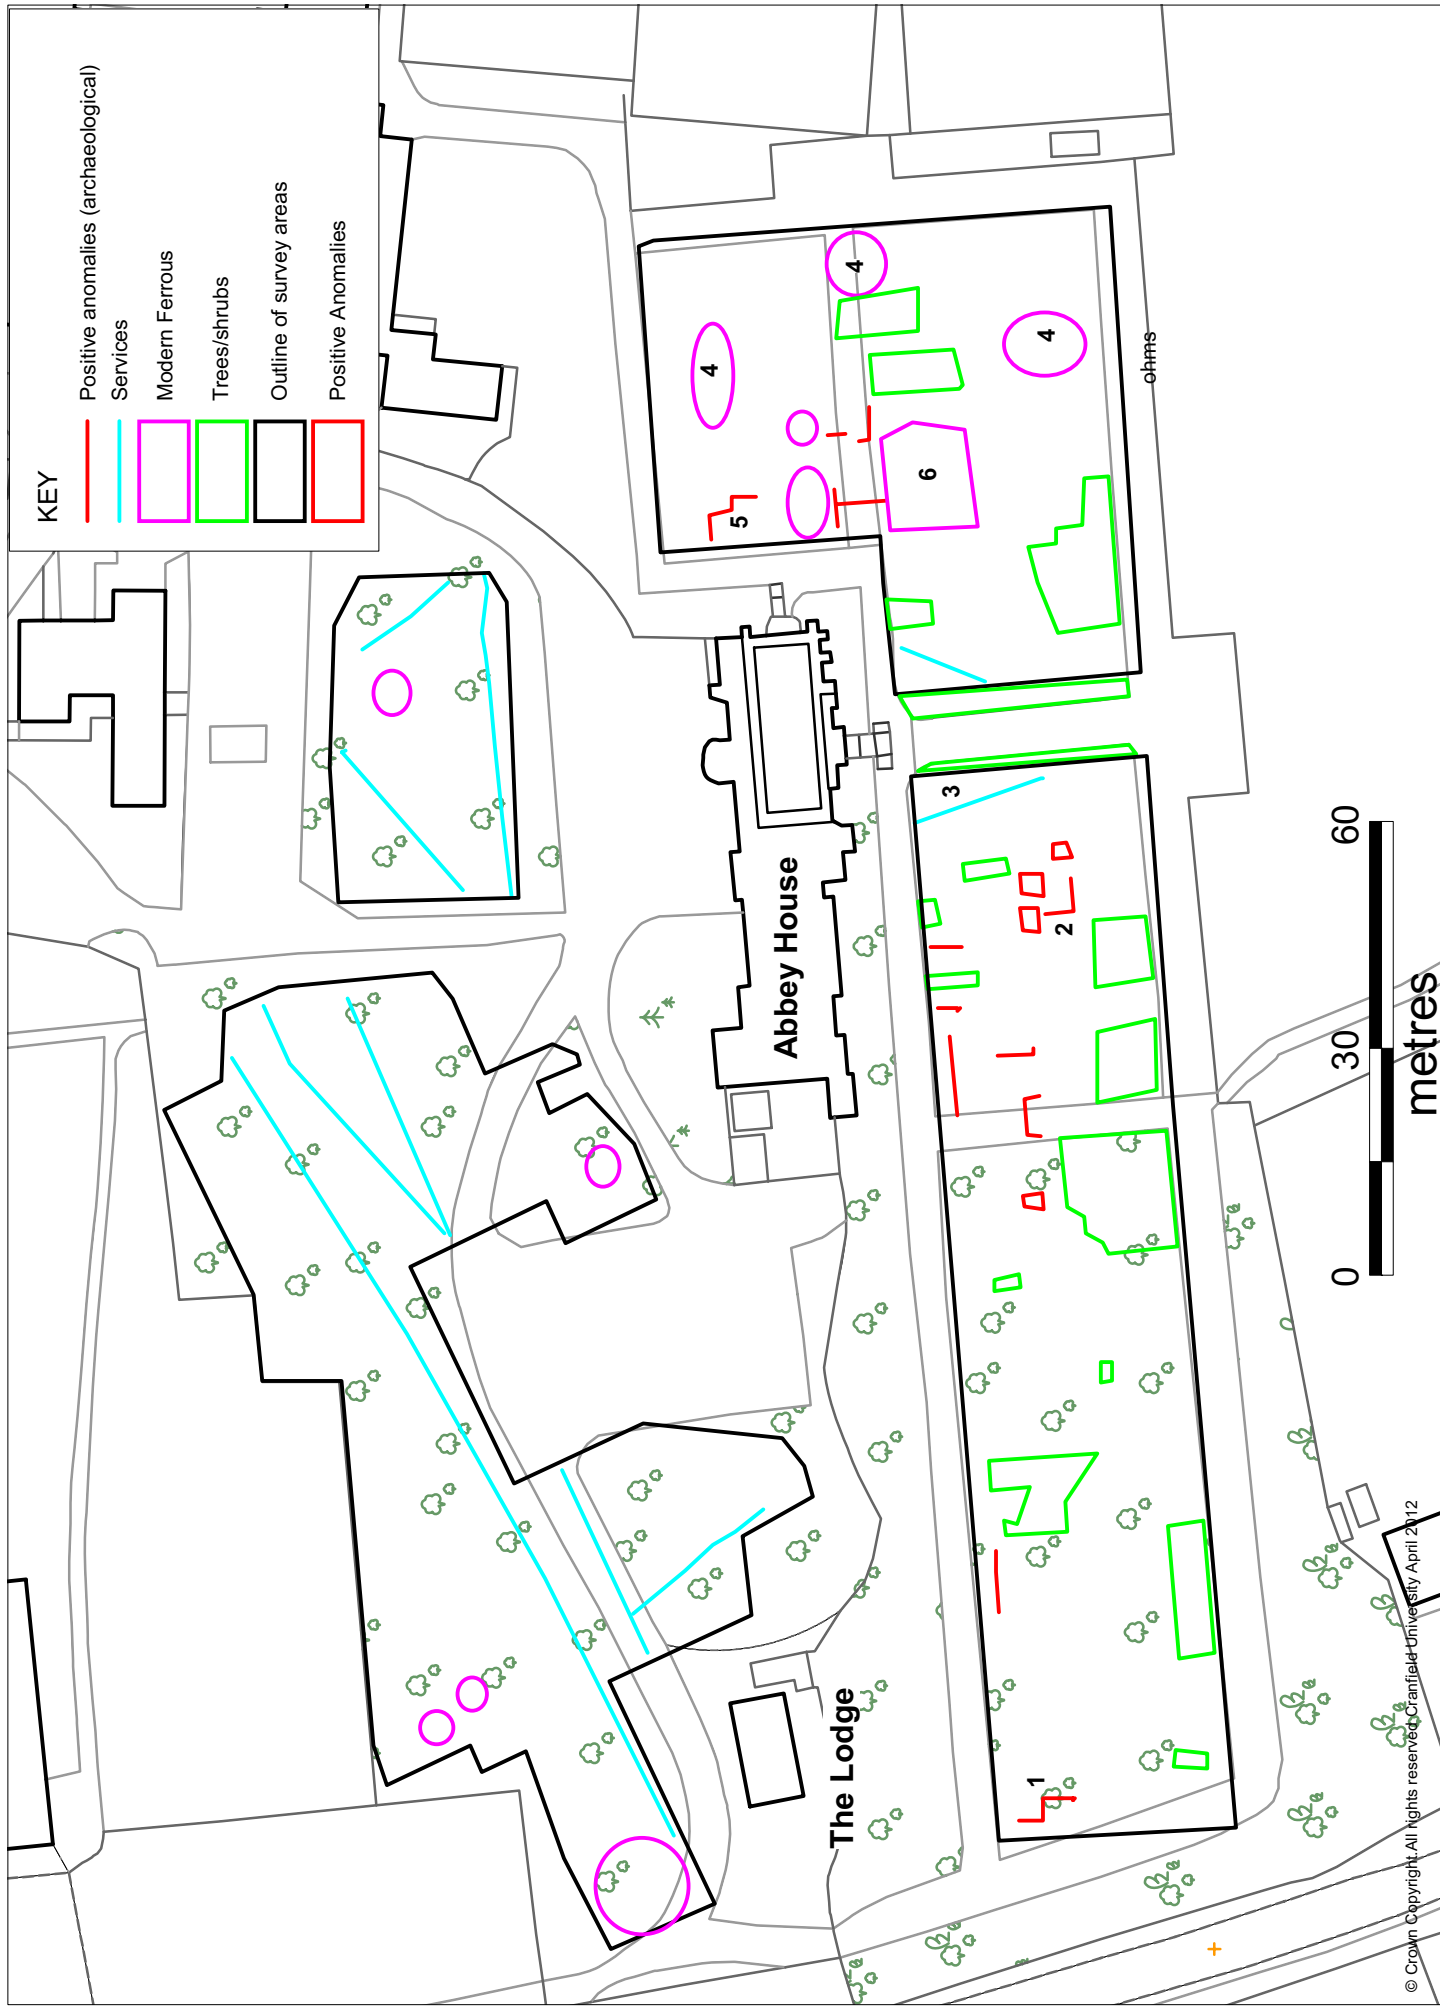 KEY
Positive anomalies (archaeological)
Services
Modern Ferrous
Trees/shrubs
Outline of survey areas
Positive Anomalies
4
4
4
5
6
ohms
3
2
1
Abbey House
The Lodge
0 30 60
metres
© Crown Copyright.All rights reserved Cranfield University April 2012